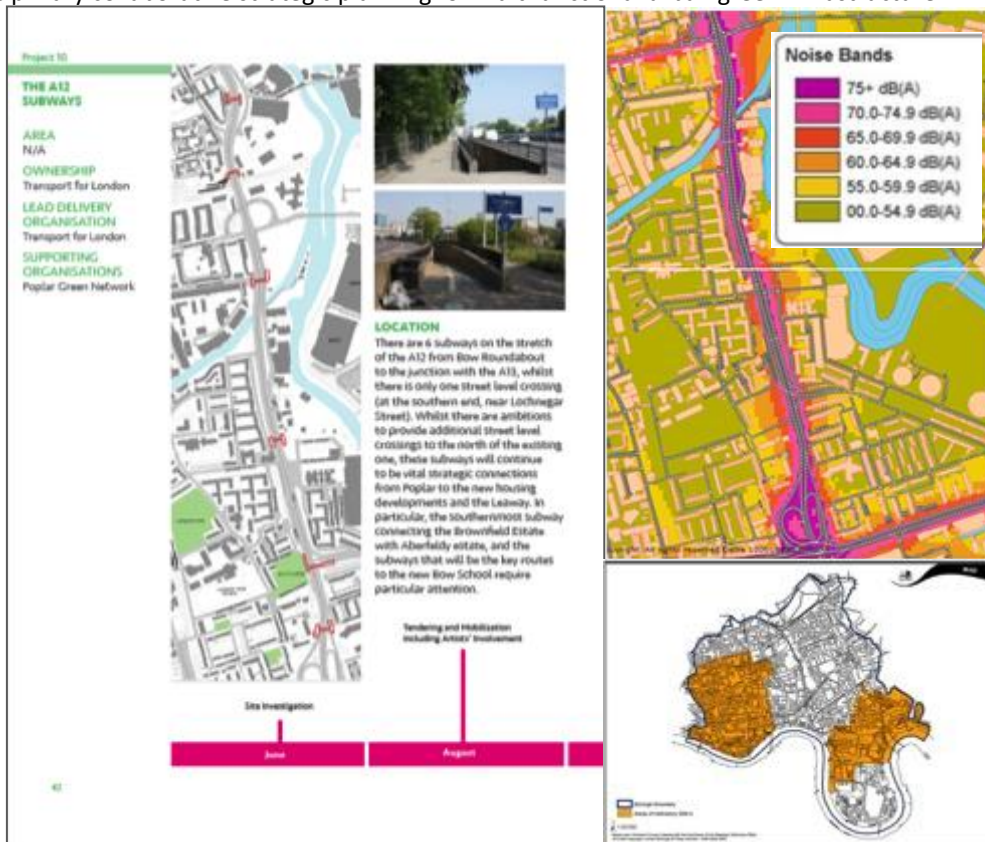 Project 10
THE A12
SUBWAYS
AREA
N/A
OWNERSHIP
Transport for London
LEAD DELIVERY
ORGANISATION
Transport for London
SUPPORTING
ORGANISATIONS
Poplar Green Network
LOCATION
There are 6 subways on the stretch
of the A12 from Bow Roundabout
to the junction with the A13, whilst
there is only one street level crossing
(at the southern end, near Lochnegar
Street). Whilst there are ambitions
to provide additional street level
crossings to the north of the existing
one, these subways will continue
to be vital strategic connections
from Poplar to the new housing
developments and the Leaway. In
particular, the southernmost subway
connecting the Brownfield Estate
with Aberfeldy estate, and the
subways that will be the key routes
to the new Bow School require
particular attention.
Tendering and Mobilization
Including Artists' Involvement
Site Investigation
June
August
Noise Bands
75+ dB(A)
70.0-74.9 dB(A)
65.0-69.9 dB(A)
60.0-64.9 dB(A)
55.0-59.9 dB(A)
00.0-54.9 dB(A)